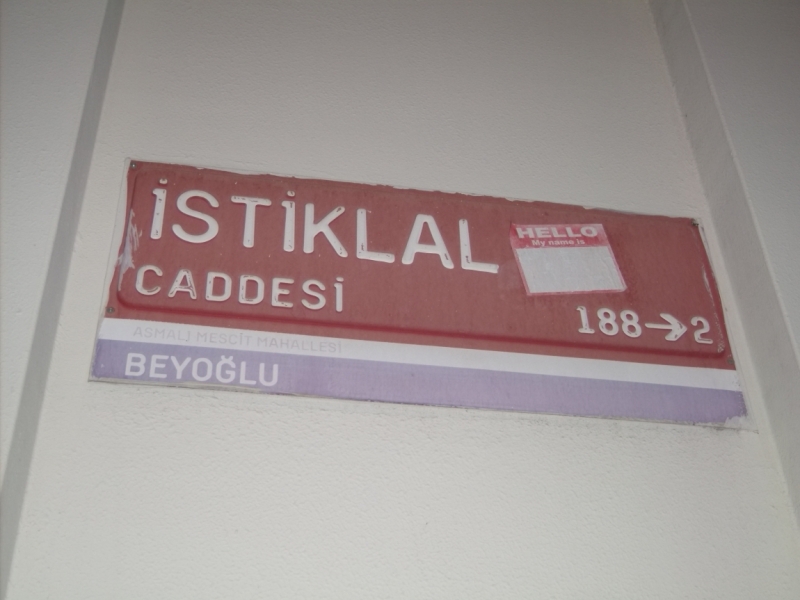 İSTİKLAL
CADDESİ
HELLO
My name is
188→2
ASMALI MESCİT MAHALLESİ
BEYOĞLU